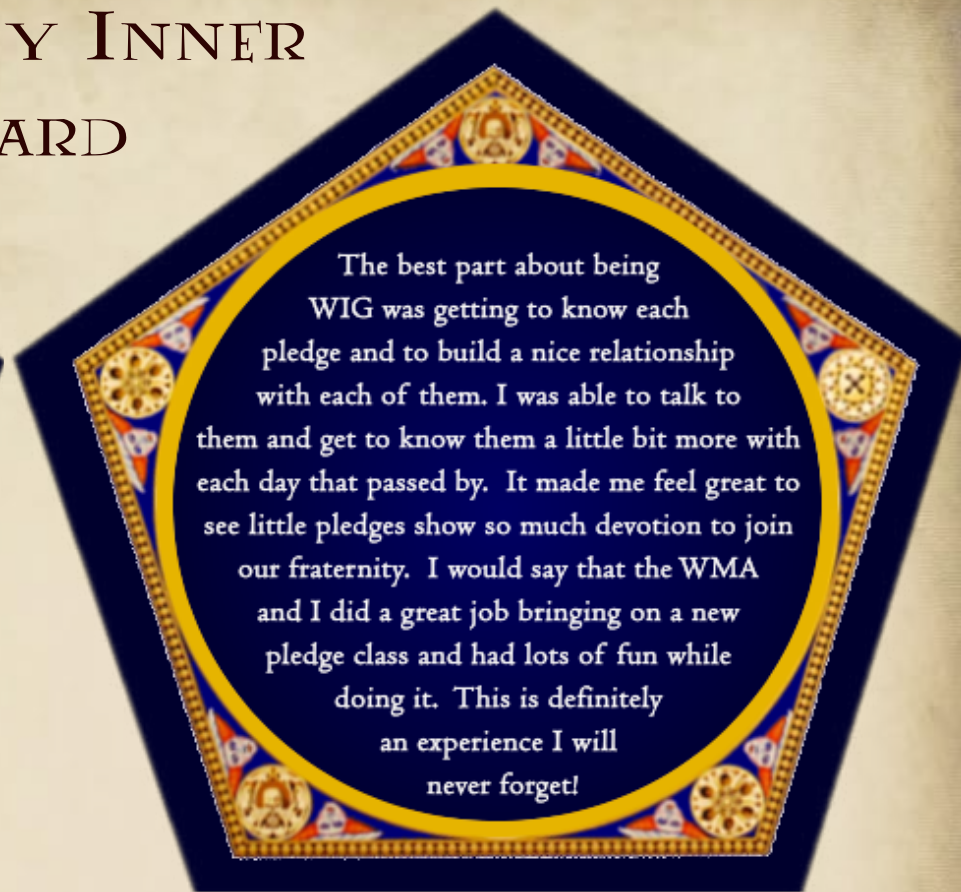 Y INNER
ARD
The best part about being
WIG was getting to know each
pledge and to build a nice relationship
with each of them. I was able to talk to
them and get to know them a little bit more with
each day that passed by.  It made me feel great to
see little pledges show so much devotion to join
our fraternity.  I would say that the WMA
and I did a great job bringing on a new
pledge class and had lots of fun while
doing it.  This is definitely
an experience I will
never forget!